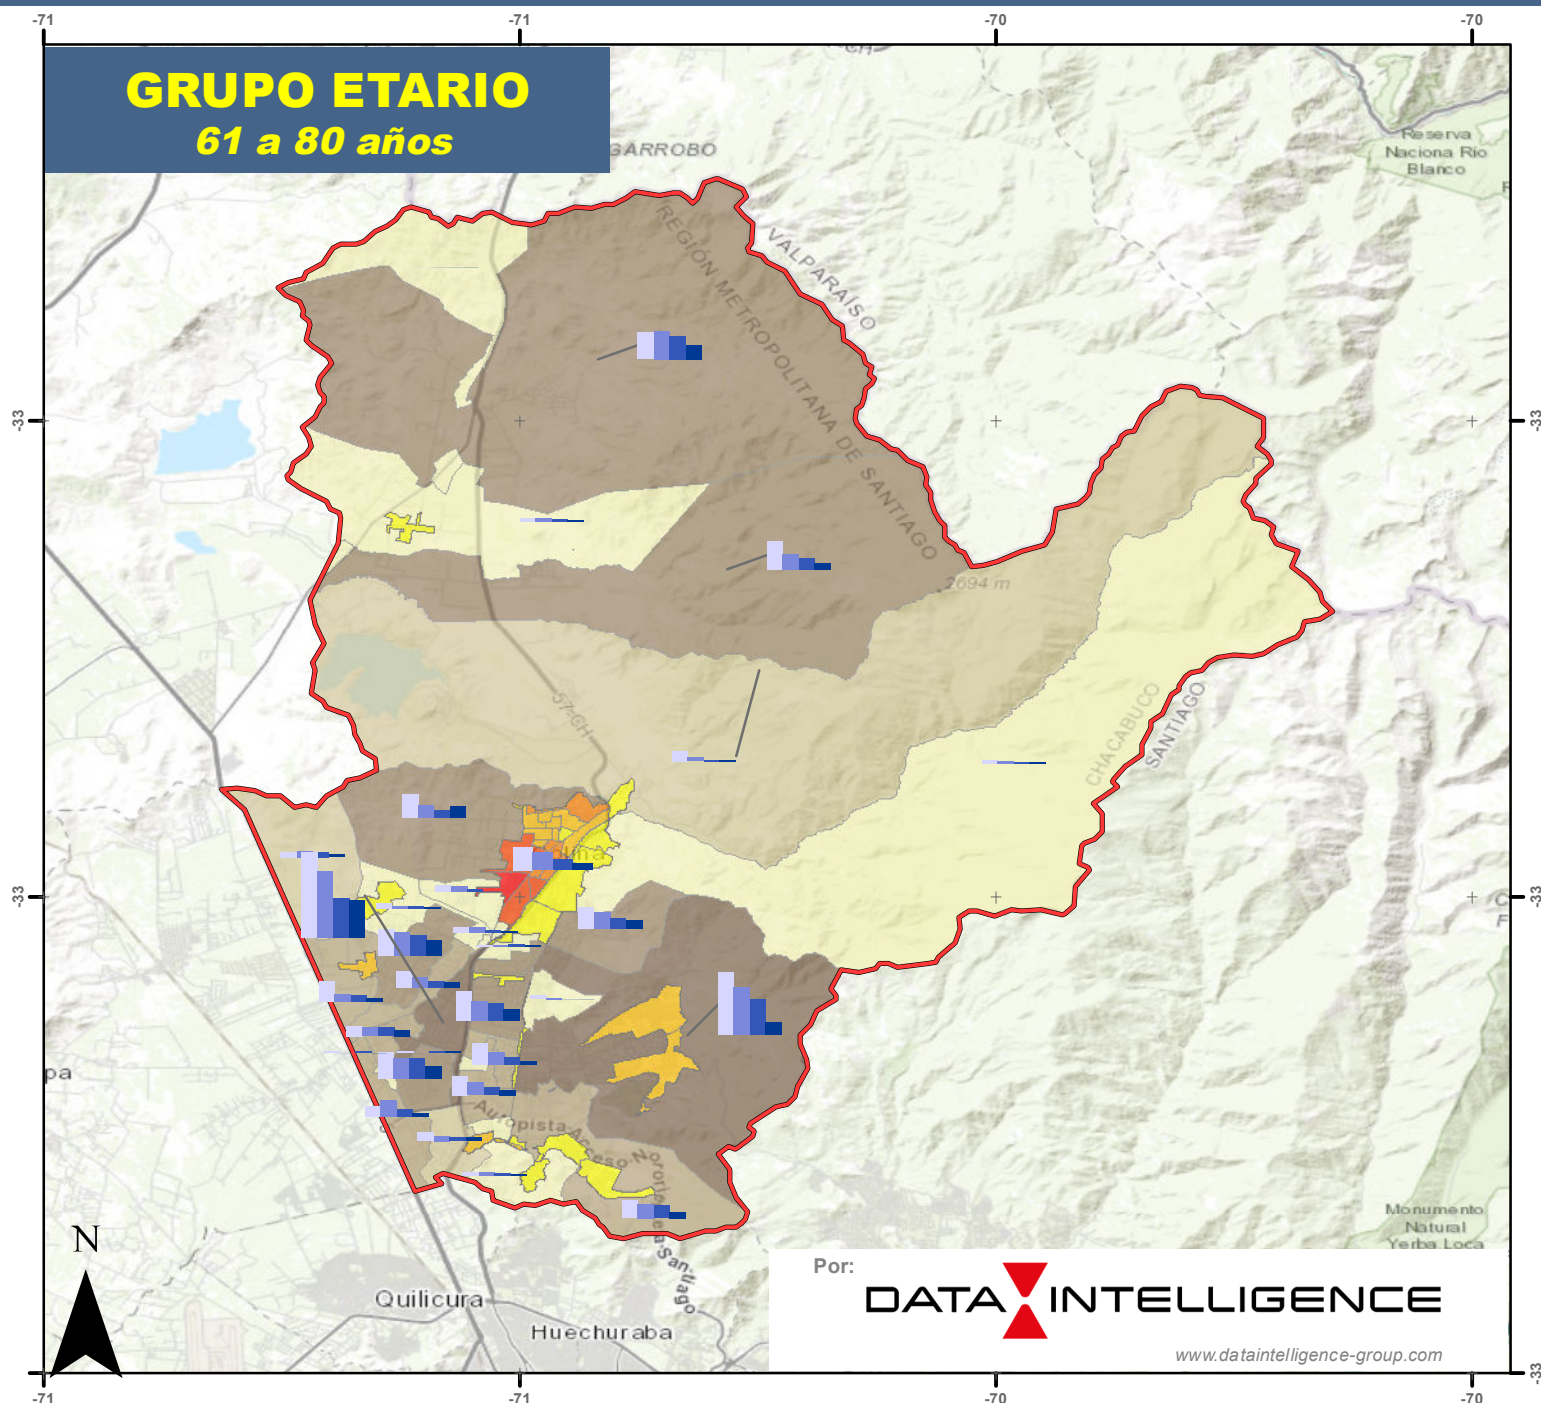 -71
-71
-70
-70
GRUPO ETARIO
61 a 80 años
CH
GARROBO
Reserva
Naciona Rio
Blanco
REGIÓN METROPOLITANA DE SANTIAGO
VALPARAÍSO
-33
2694 m
57-CH
CHACABUCO
SANTIAGO
-33
-33
pa
Autopista Acceso Nororiente a Santiago
Monumento
Natural
Yerba Loca
N
Quilicura
Huechuraba
Por:
DATA INTELLIGENCE
www.dataintelligence-group.com
-33
-71
-71
-70
-70